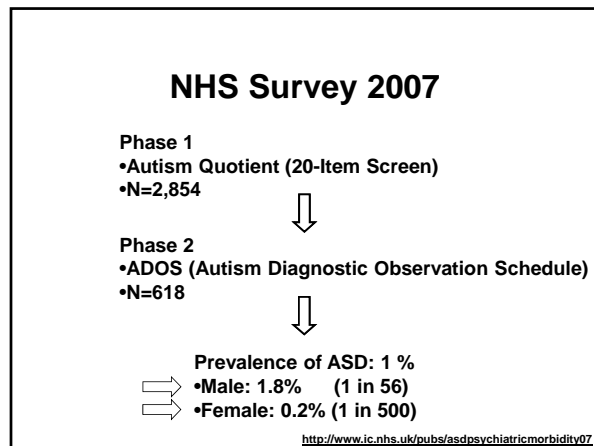 NHS Survey 2007
Phase 1
•Autism Quotient (20-Item Screen)
•N=2,854
Phase 2
•ADOS (Autism Diagnostic Observation Schedule)
•N=618
Prevalence of ASD: 1 %
•Male: 1.8% (1 in 56)
•Female: 0.2% (1 in 500)
http://www.ic.nhs.uk/pubs/asdpsychiatricmorbidity07